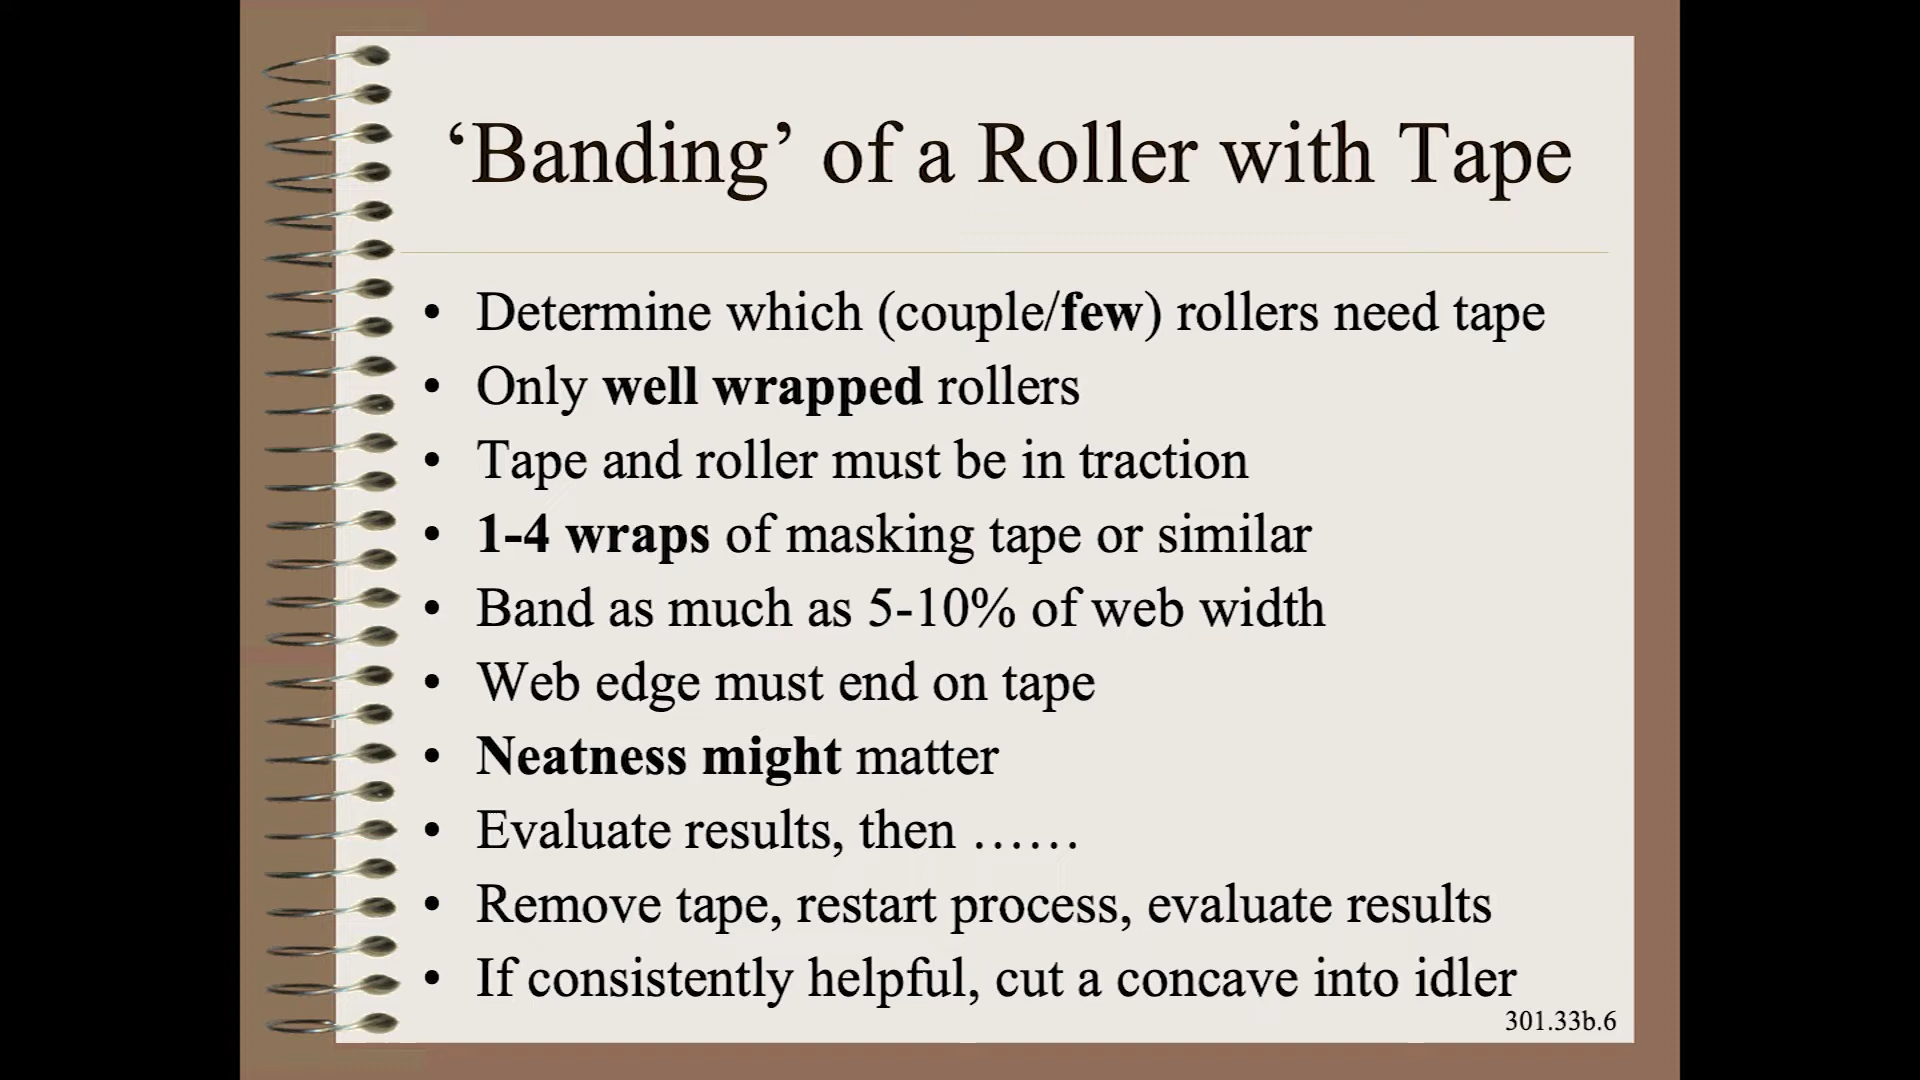 ‘Banding’ of a Roller with Tape
• Determine which (couple/few) rollers need tape
• Only well wrapped rollers
• Tape and roller must be in traction
• 1-4 wraps of masking tape or similar
• Band as much as 5-10% of web width
• Web edge must end on tape
• Neatness might matter
• Evaluate results, then ……
• Remove tape, restart process, evaluate results
• If consistently helpful, cut a concave into idler
301.33b.6